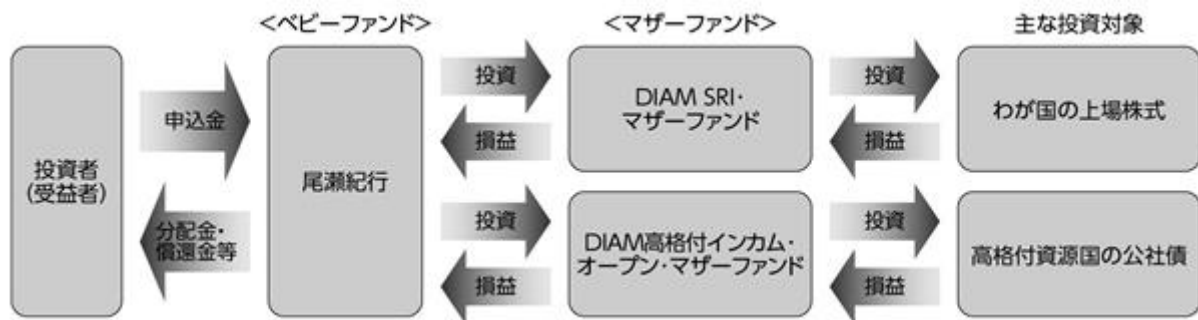 <ベビーファンド>
<マザーファンド>
主な投資対象
投資者
(受益者)
申込金
分配金・
償還金等
尾瀬紀行
投資
損益
DIAM SRI・
マザーファンド
投資
損益
わが国の上場株式
投資
損益
DIAM高格付インカム・
オープン・マザーファンド
投資
損益
高格付資源国の公社債